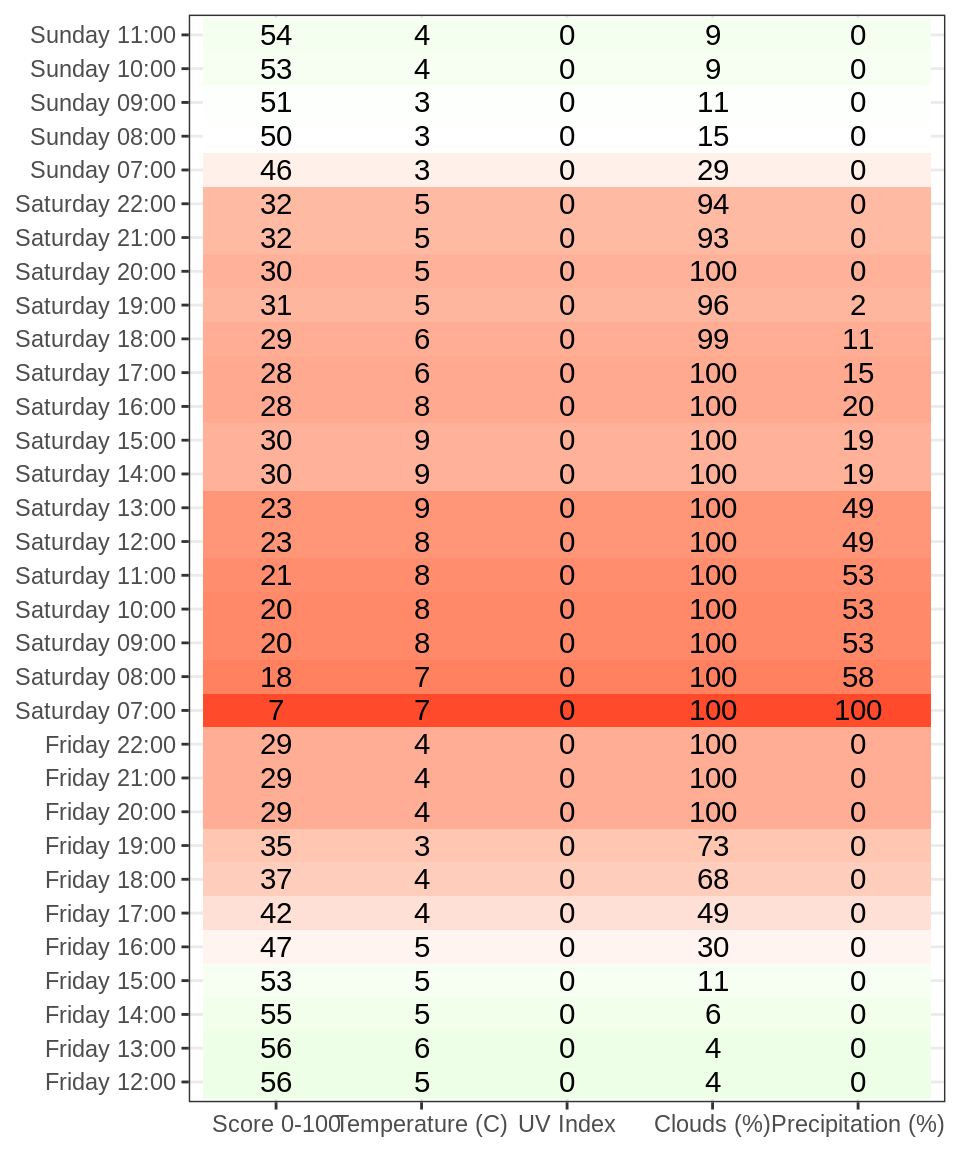 Sunday 11:00 54 4 0 9 0
Sunday 10:00 53 4 0 9 0
Sunday 09:00 51 3 0 11 0
Sunday 08:00 50 3 0 15 0
Sunday 07:00 46 3 0 29 0
Saturday 22:00 32 5 0 94 0
Saturday 21:00 32 5 0 93 0
Saturday 20:00 30 5 0 100 0
Saturday 19:00 31 5 0 96 2
Saturday 18:00 29 6 0 99 11
Saturday 17:00 28 6 0 100 15
Saturday 16:00 28 8 0 100 20
Saturday 15:00 30 9 0 100 19
Saturday 14:00 30 9 0 100 19
Saturday 13:00 23 9 0 100 49
Saturday 12:00 23 8 0 100 49
Saturday 11:00 21 8 0 100 53
Saturday 10:00 20 8 0 100 53
Saturday 09:00 20 8 0 100 53
Saturday 08:00 18 7 0 100 58
Saturday 07:00 7 7 0 100 100
Friday 22:00 29 4 0 100 0
Friday 21:00 29 4 0 100 0
Friday 20:00 29 4 0 100 0
Friday 19:00 35 3 0 73 0
Friday 18:00 37 4 0 68 0
Friday 17:00 42 4 0 49 0
Friday 16:00 47 5 0 30 0
Friday 15:00 53 5 0 11 0
Friday 14:00 55 5 0 6 0
Friday 13:00 56 6 0 4 0
Friday 12:00 56 5 0 4 0
Score 0-100 Temperature (C) UV Index Clouds (%) Precipitation (%)